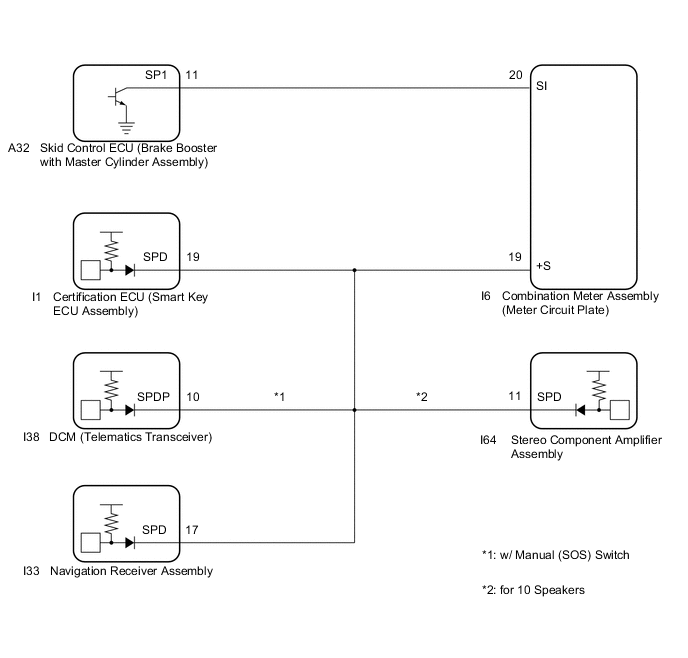 SP1 11
20
SI
A32 Skid Control ECU (Brake Booster
with Master Cylinder Assembly)
SPD 19
19
+S
I1 Certification ECU (Smart Key
ECU Assembly)
I6 Combination Meter Assembly
(Meter Circuit Plate)
SPDP 10
*1
*2
11 SPD
I38 DCM (Telematics Transceiver)
I64 Stereo Component Amplifier
Assembly
SPD 17
I33 Navigation Receiver Assembly
*1: w/ Manual (SOS) Switch
*2: for 10 Speakers